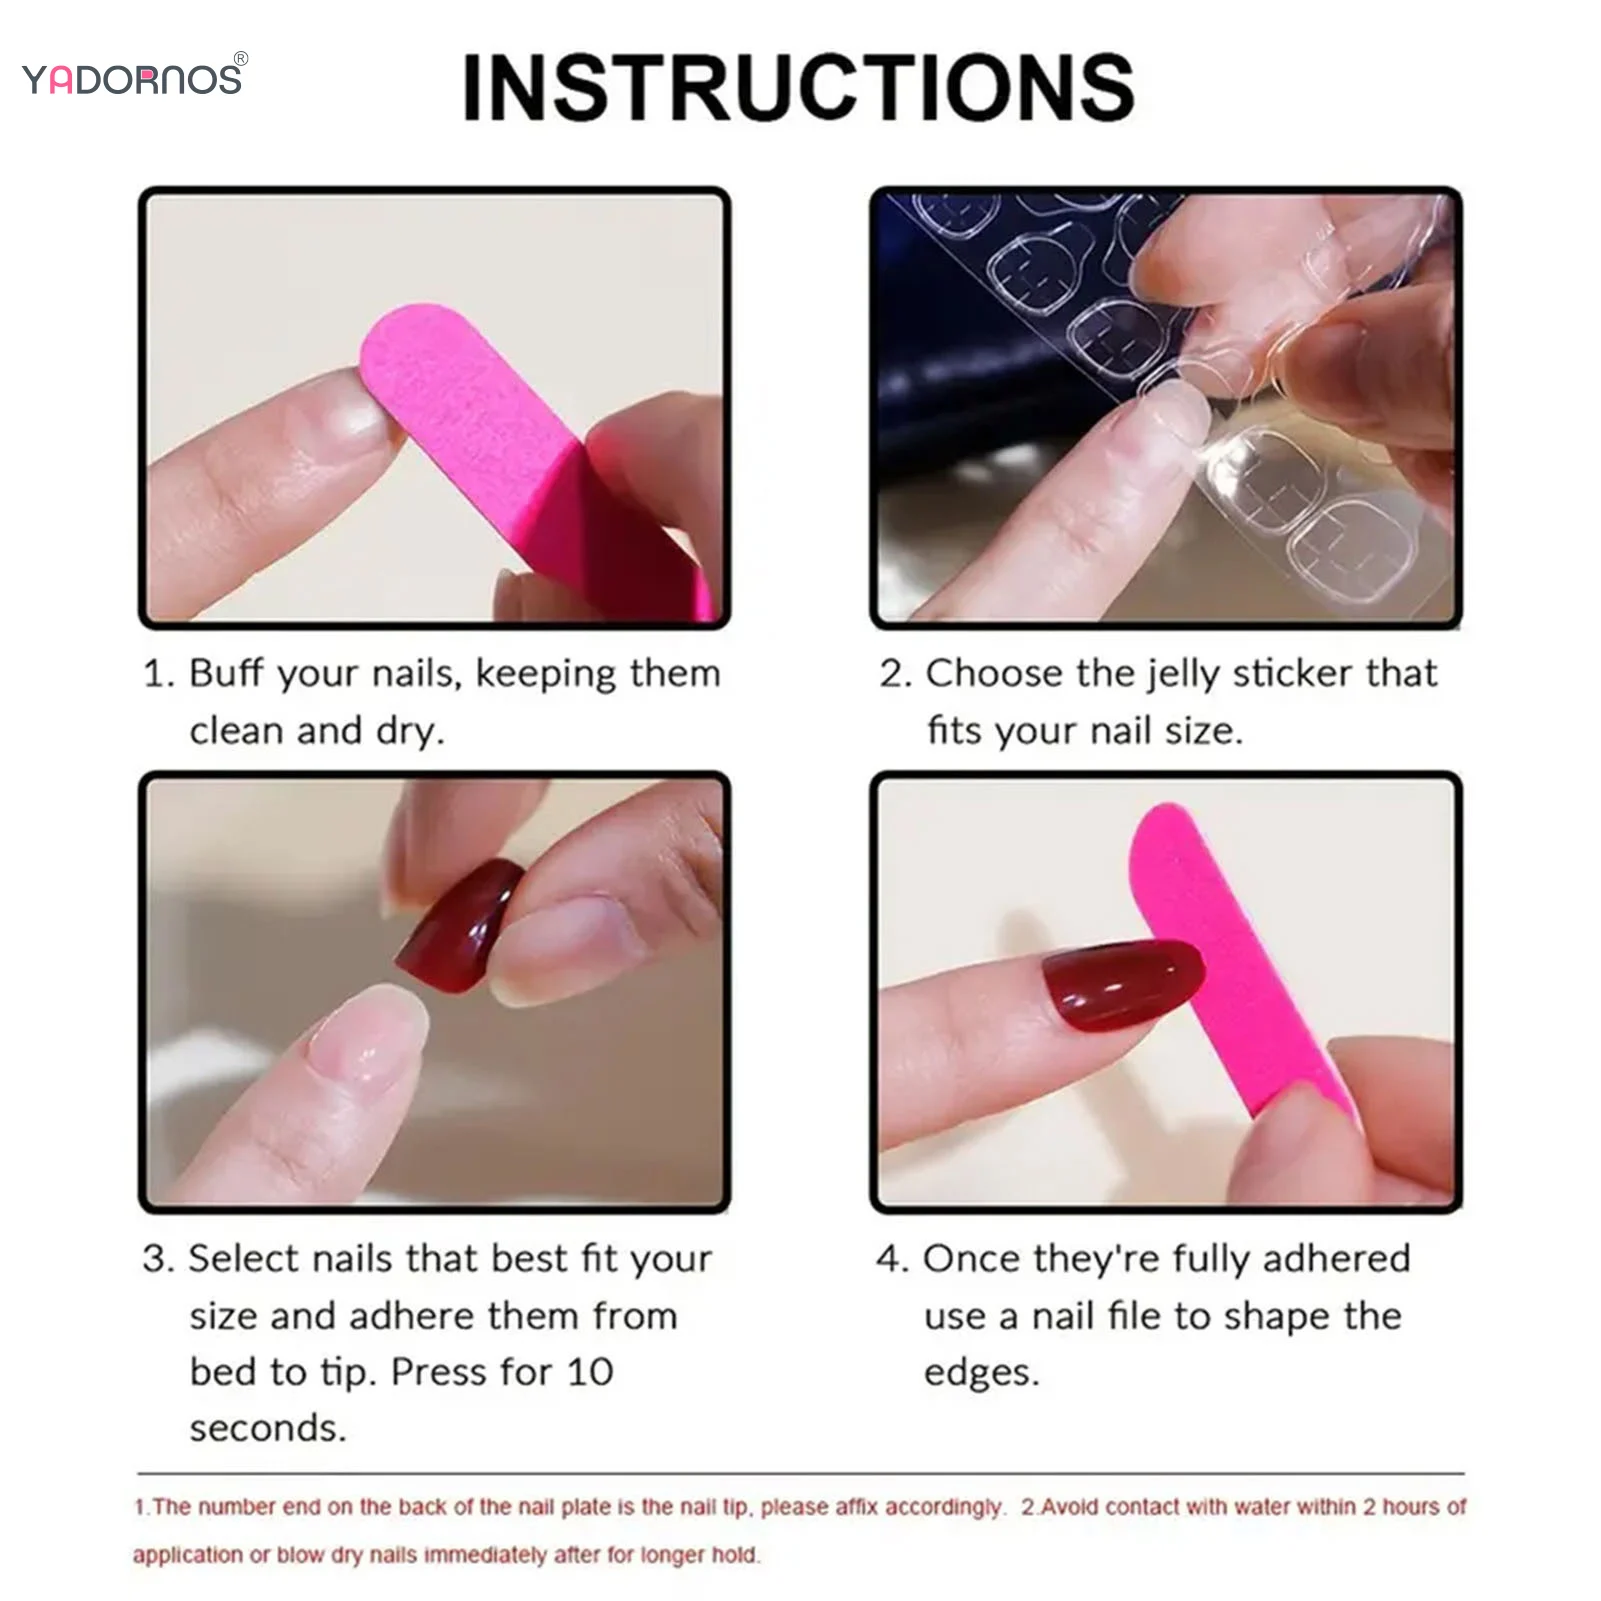 YADORNOS®
INSTRUCTIONS
1. Buff your nails, keeping them
clean and dry.
2. Choose the jelly sticker that
fits your nail size.
3. Select nails that best fit your
size and adhere them from
bed to tip. Press for 10
seconds.
4. Once they're fully adhered
use a nail file to shape the
edges.
1.The number end on the back of the nail plate is the nail tip, please affix accordingly. 2.Avoid contact with water within 2 hours of
application or blow dry nails immediately after for longer hold.